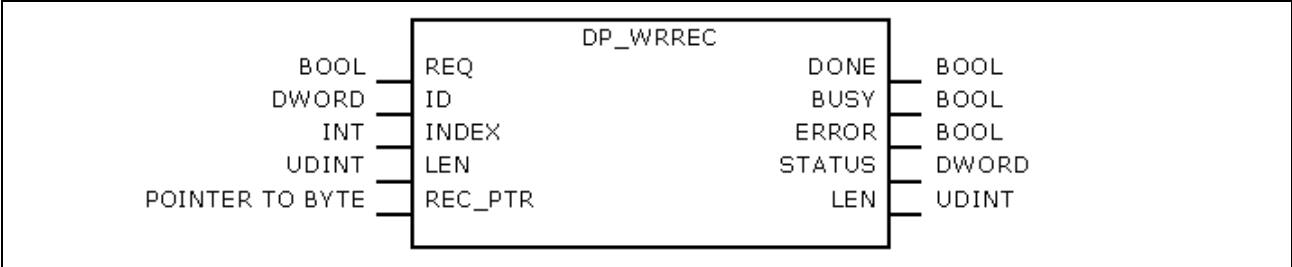 DP_WRREC
BOOL REQ DONE BOOL
DWORD ID BUSY BOOL
INT INDEX ERROR BOOL
UDINT LEN STATUS DWORD
POINTER TO BYTE REC_PTR LEN UDINT